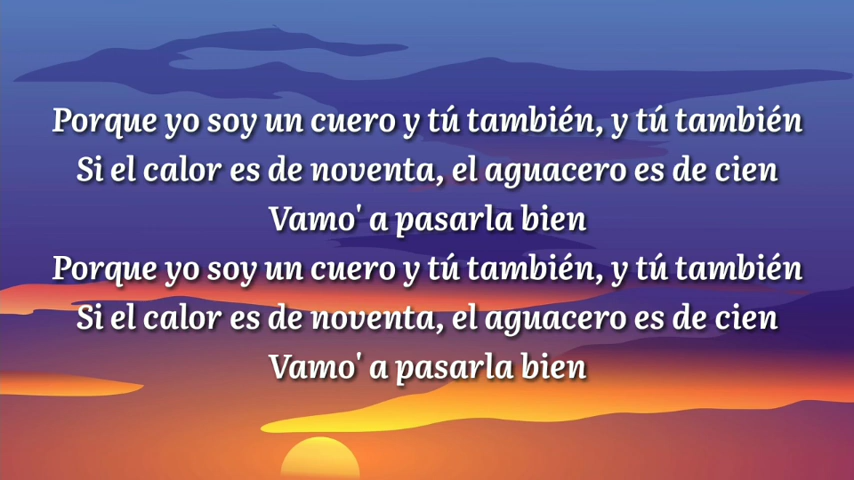 Porque yo soy un cuero y tú también, y tú también
Si el calor es de noventa, el aguacero es de cien
Vamo' a pasarla bien
Porque yo soy un cuero y tú también, y tú también
Si el calor es de noventa, el aguacero es de cien
Vamo' a pasarla bien